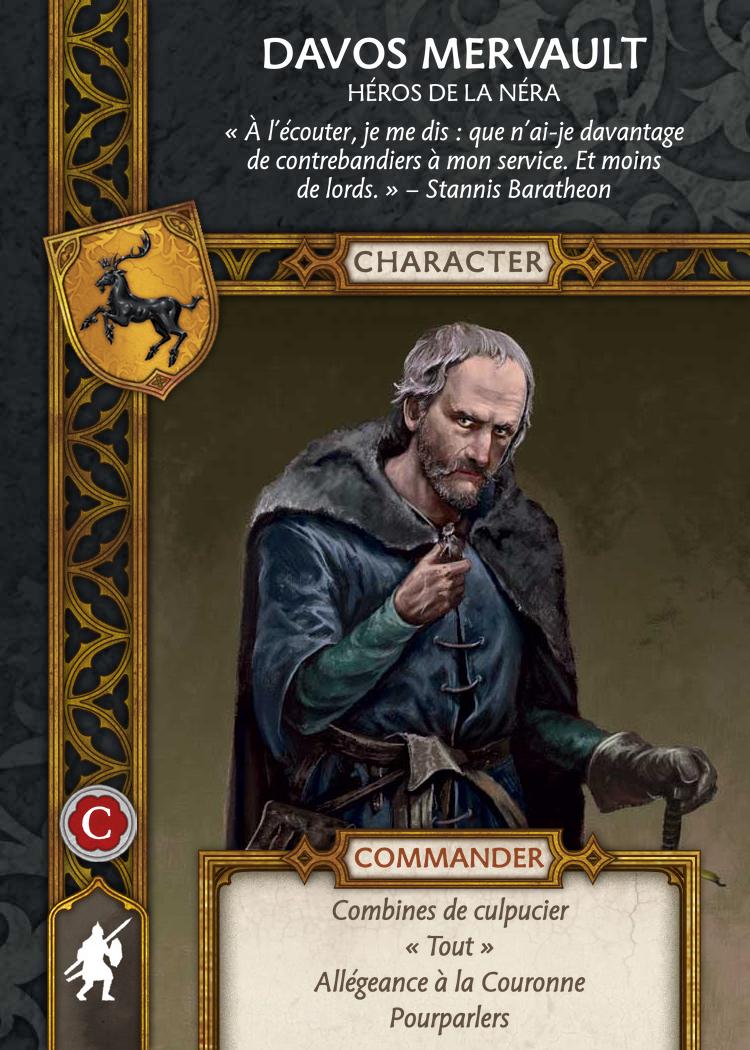 DAVOS MERVAULT
HÉROS DE LA NÉRA
« À l'écouter, je me dis : que n'ai-je davantage
de contrebandiers à mon service. Et moins
de lords. » – Stannis Baratheon
CHARACTER
C
COMMANDER
Combines de culpucier
« Tout »
Allégeance à la Couronne
Pourparlers